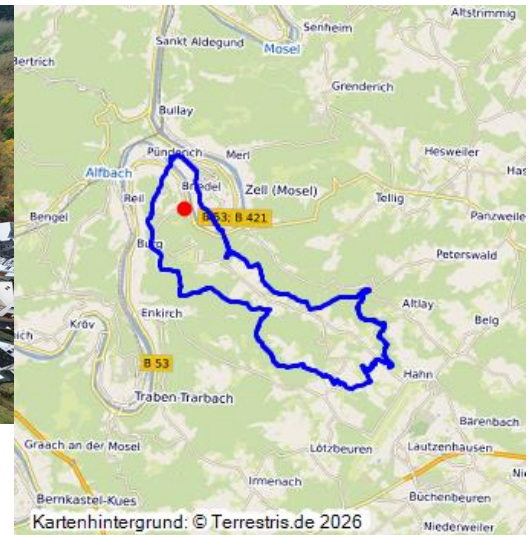 Altstrimmig
Senheim
Sankt Aldegund
Mosel
Bertrich
Grenderich
Bullay
Hesweiler
Pünderich
Merl
Alfbach
Briedel
Zell (Mosel)
Reil
Tellig
Bengel
B 53; B 421
Panzweile
Burg
Peterswald
Enkirch
Altlay
Kröv
Belg
B 53
Hahn
Traben-Trarbach
Bärenbach
Graach an der Mosel
Lötzbeuren
Lautzenhausen
Irmenach
Bernkastel-Kues
Büchenbeuren
Kartenhintergrund: © Terrestris.de 2026
Niederweiler